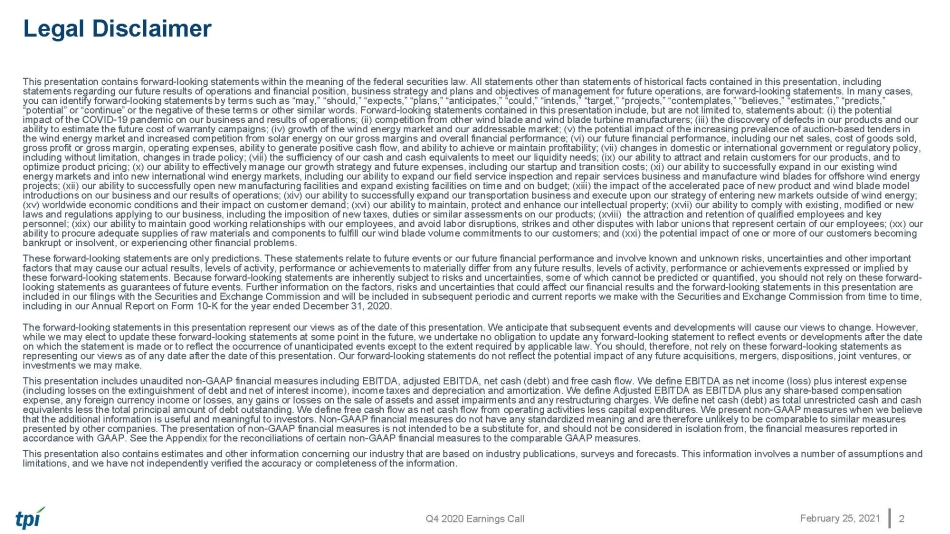 Legal Disclaimer
This presentation contains forward-looking statements within the meaning of the federal securities law. All statements other than statements of historical facts contained in this presentation, including
statements regarding our future results of operations and financial position, business strategy and plans and objectives of management for future operations, are forward-looking statements. In many cases,
you can identify forward-looking statements by terms such as “may,” “should,” “expects,” “plans,” “anticipates,” “could,” “intends,” “target,” “projects,” “contemplates,” “believes,” “estimates,” “predicts,”
“potential” or “continue” or the negative of these terms or other similar words. Forward-looking statements contained in this presentation include, but are not limited to, statements about: (i) the potential
impact of the COVID-19 pandemic on our business and results of operations; (ii) competition from other wind blade and wind blade turbine manufacturers; (iii) the discovery of defects in our products and our
ability to estimate the future cost of warranty campaigns; (iv) growth of the wind energy market and our addressable market; (v) the potential impact of the increasing prevalence of auction-based tenders in
the wind energy market and increased competition from solar energy on our gross margins and overall financial performance; (vi) our future financial performance, including our net sales, cost of goods sold,
gross profit or gross margin, operating expenses, ability to generate positive cash flow, and ability to achieve or maintain profitability; (vii) changes in domestic or international government or regulatory policy,
including without limitation, changes in trade policy; (viii) the sufficiency of our cash and cash equivalents to meet our liquidity needs; (ix) our ability to attract and retain customers for our products, and to
optimize product pricing; (x) our ability to effectively manage our growth strategy and future expenses, including our startup and transition costs; (xi) our ability to successfully expand in our existing wind
energy markets and into new international wind energy markets, including our ability to expand our field service inspection and repair services business and manufacture wind blades for offshore wind energy
projects; (xii) our ability to successfully open new manufacturing facilities and expand existing facilities on time and on budget; (xiii) the impact of the accelerated pace of new product and wind blade model
introductions on our business and our results of operations; (xiv) our ability to successfully expand our transportation business and execute upon our strategy of entering new markets outside of wind energy;
(xv) worldwide economic conditions and their impact on customer demand; (xvi) our ability to maintain, protect and enhance our intellectual property; (xvii) our ability to comply with existing, modified or new
laws and regulations applying to our business, including the imposition of new taxes, duties or similar assessments on our products; (xviii) the attraction and retention of qualified employees and key
personnel; (xix) our ability to maintain good working relationships with our employees, and avoid labor disruptions, strikes and other disputes with labor unions that represent certain of our employees; (xx) our
ability to procure adequate supplies of raw materials and components to fulfill our wind blade volume commitments to our customers; and (xxi) the potential impact of one or more of our customers becoming
bankrupt or insolvent, or experiencing other financial problems.
These forward-looking statements are only predictions. These statements relate to future events or our future financial performance and involve known and unknown risks, uncertainties and other important
factors that may cause our actual results, levels of activity, performance or achievements to materially differ from any future results, levels of activity, performance or achievements expressed or implied by
these forward-looking statements. Because forward-looking statements are inherently subject to risks and uncertainties, some of which cannot be predicted or quantified, you should not rely on these forward-
looking statements as guarantees of future events. Further information on the factors, risks and uncertainties that could affect our financial results and the forward-looking statements in this presentation are
included in our filings with the Securities and Exchange Commission and will be included in subsequent periodic and current reports we make with the Securities and Exchange Commission from time to time,
including in our Annual Report on Form 10-K for the year ended December 31, 2020.
The forward-looking statements in this presentation represent our views as of the date of this presentation. We anticipate that subsequent events and developments will cause our views to change. However,
while we may elect to update these forward-looking statements at some point in the future, we undertake no obligation to update any forward-looking statement to reflect events or developments after the date
on which the statement is made or to reflect the occurrence of unanticipated events except to the extent required by applicable law. You should, therefore, not rely on these forward-looking statements as
representing our views as of any date after the date of this presentation. Our forward-looking statements do not reflect the potential impact of any future acquisitions, mergers, dispositions, joint ventures, or
investments we may make.
This presentation includes unaudited non-GAAP financial measures including EBITDA, adjusted EBITDA, net cash (debt) and free cash flow. We define EBITDA as net income (loss) plus interest expense
(including losses on the extinguishment of debt and net of interest income), income taxes and depreciation and amortization. We define Adjusted EBITDA as EBITDA plus any share-based compensation
expense, any foreign currency income or losses, any gains or losses on the sale of assets and asset impairments and any restructuring charges. We define net cash (debt) as total unrestricted cash and cash
equivalents less the total principal amount of debt outstanding. We define free cash flow as net cash flow from operating activities less capital expenditures. We present non-GAAP measures when we believe
that the additional information is useful and meaningful to investors. Non-GAAP financial measures do not have any standardized meaning and are therefore unlikely to be comparable to similar measures
presented by other companies. The presentation of non-GAAP financial measures is not intended to be a substitute for, and should not be considered in isolation from, the financial measures reported in
accordance with GAAP. See the Appendix for the reconciliations of certain non-GAAP financial measures to the comparable GAAP measures.
This presentation also contains estimates and other information concerning our industry that are based on industry publications, surveys and forecasts. This information involves a number of assumptions and
limitations, and we have not independently verified the accuracy or completeness of the information.
tpi
Q4 2020 Earnings Call
February 25, 2021
2